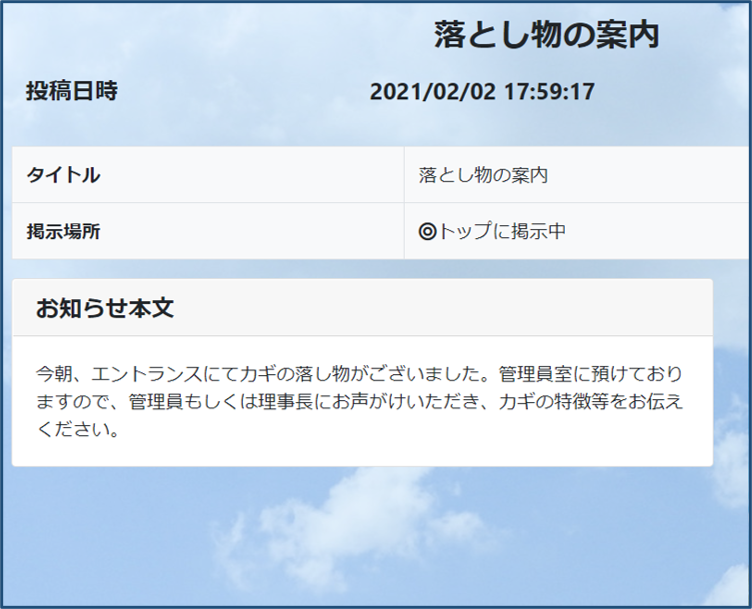 落とし物の案内
投稿日時 2021/02/02 17:59:17
タイトル 落とし物の案内
掲示場所 ◎トップに掲示中
お知らせ本文
今朝、エントランスにてカギの落し物がございました。管理員室に預けており
ますので、管理員もしくは理事長にお声がけいただき、カギの特徴等をお伝え
ください。